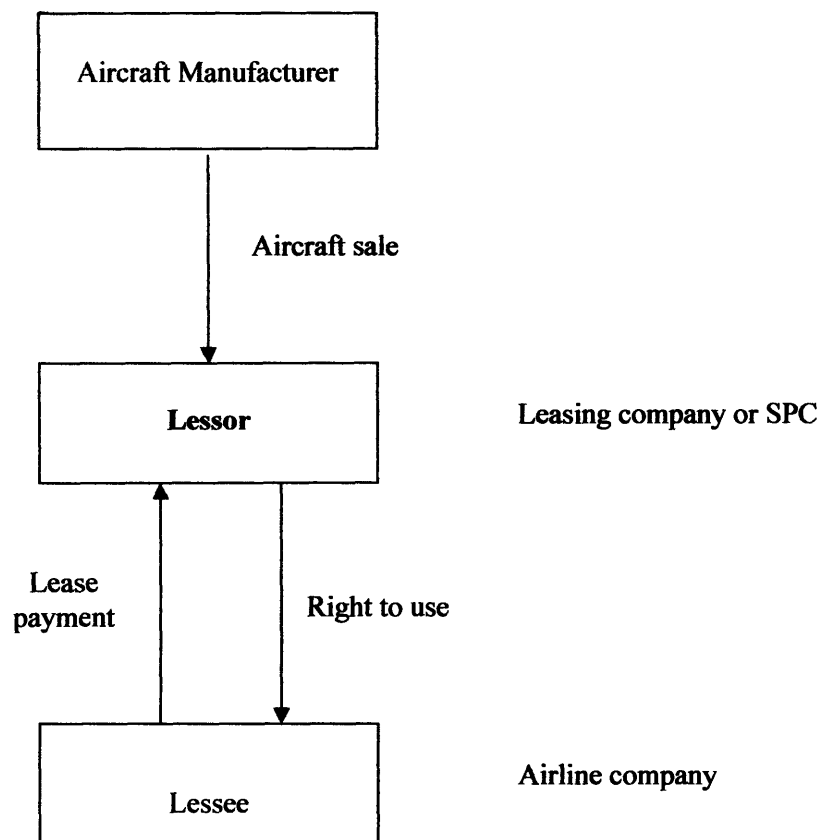 Aircraft Manufacturer
Aircraft sale
Lessor
Leasing company or SPC
Lease
payment
Right to use
Lessee
Airline company